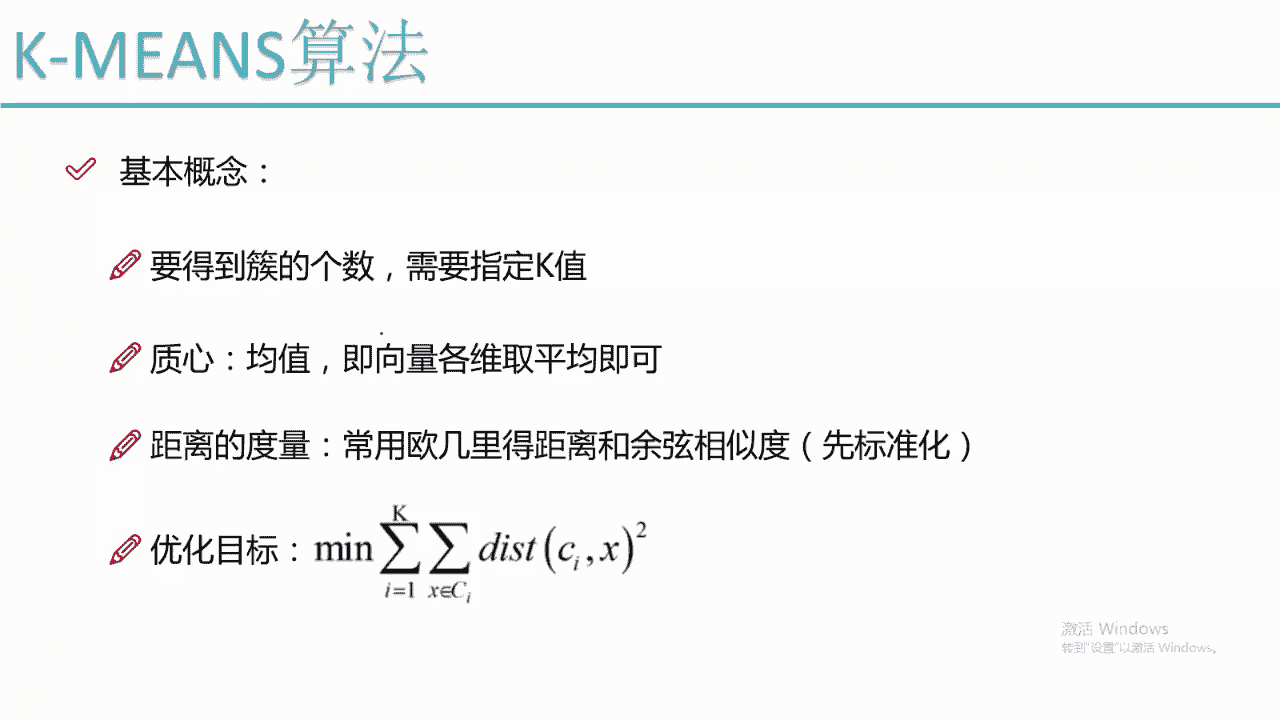 K-MEANS算法
基本概念：
要得到簇的个数，需要指定K值
质心：均值，即向量各维取平均即可
距离的度量：常用欧几里得距离和余弦相似度（先标准化）
优化目标：min ∑_{i=1}^{K} ∑_{x∈C_i} dist(c_i, x)^2
激活 Windows
转到"设置"以激活 Windows。